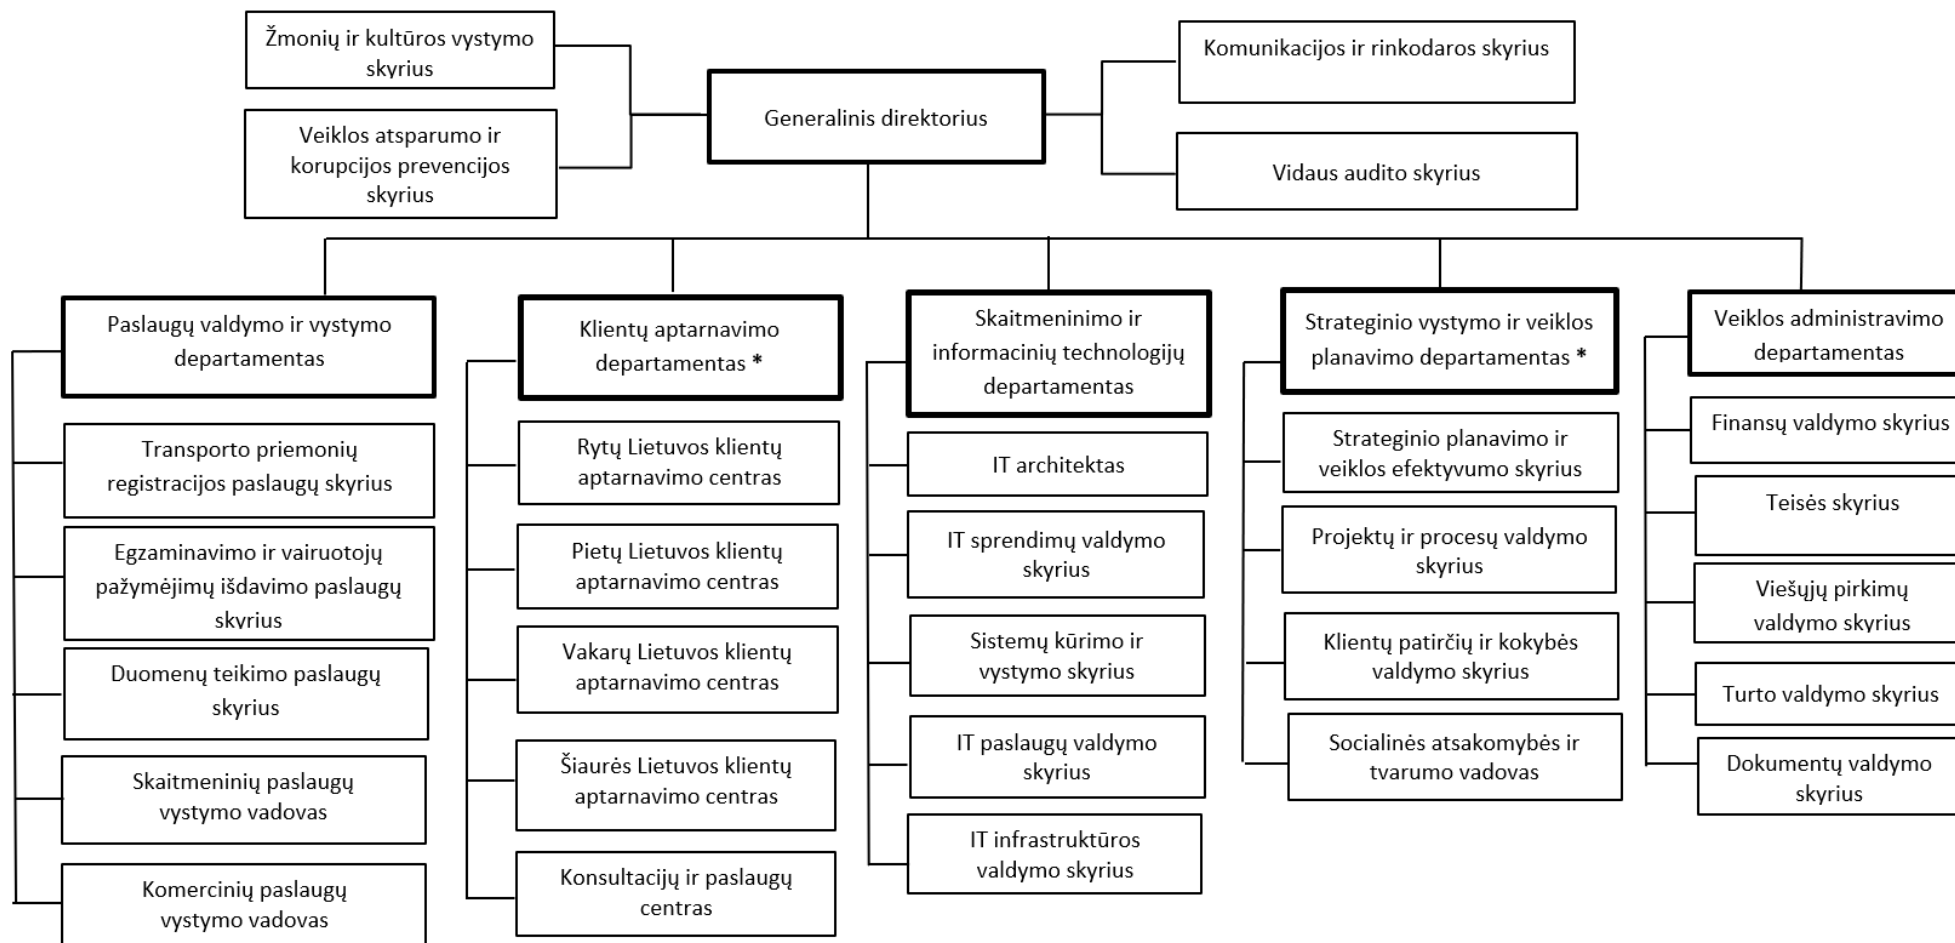 Žmonių ir kultūros vystymo
skyrius
Veiklos atsparumo ir
korupcijos prevencijos
skyrius
Generalinis direktorius
Komunikacijos ir rinkodaros skyrius
Vidaus audito skyrius
Paslaugų valdymo ir vystymo
departamentas
Transporto priemonių
registracijos paslaugų skyrius
Egzaminavimo ir vairuotojų
pažymėjimų išdavimo paslaugų
skyrius
Duomenų teikimo paslaugų
skyrius
Skaitmeninių paslaugų
vystymo vadovas
Komercinių paslaugų
vystymo vadovas
Klientų aptarnavimo
departamentas *
Rytų Lietuvos klientų
aptarnavimo centras
Pietų Lietuvos klientų
aptarnavimo centras
Vakarų Lietuvos klientų
aptarnavimo centras
Šiaurės Lietuvos klientų
aptarnavimo centras
Konsultacijų ir paslaugų
centras
Skaitmeninimo ir
informacinių technologijų
departamentas
IT architektas
IT sprendimų valdymo
skyrius
Sistemų kūrimo ir
vystymo skyrius
IT paslaugų valdymo
skyrius
IT infrastruktūros
valdymo skyrius
Strateginio vystymo ir veiklos
planavimo departamentas *
Strateginio planavimo ir
veiklos efektyvumo skyrius
Projektų ir procesų valdymo
skyrius
Klientų patirčių ir kokybės
valdymo skyrius
Socialinės atsakomybės ir
tvarumo vadovas
Veiklos administravimo
departamentas
Finansų valdymo skyrius
Teisės skyrius
Viešųjų pirkimų
valdymo skyrius
Turto valdymo skyrius
Dokumentų valdymo
skyrius